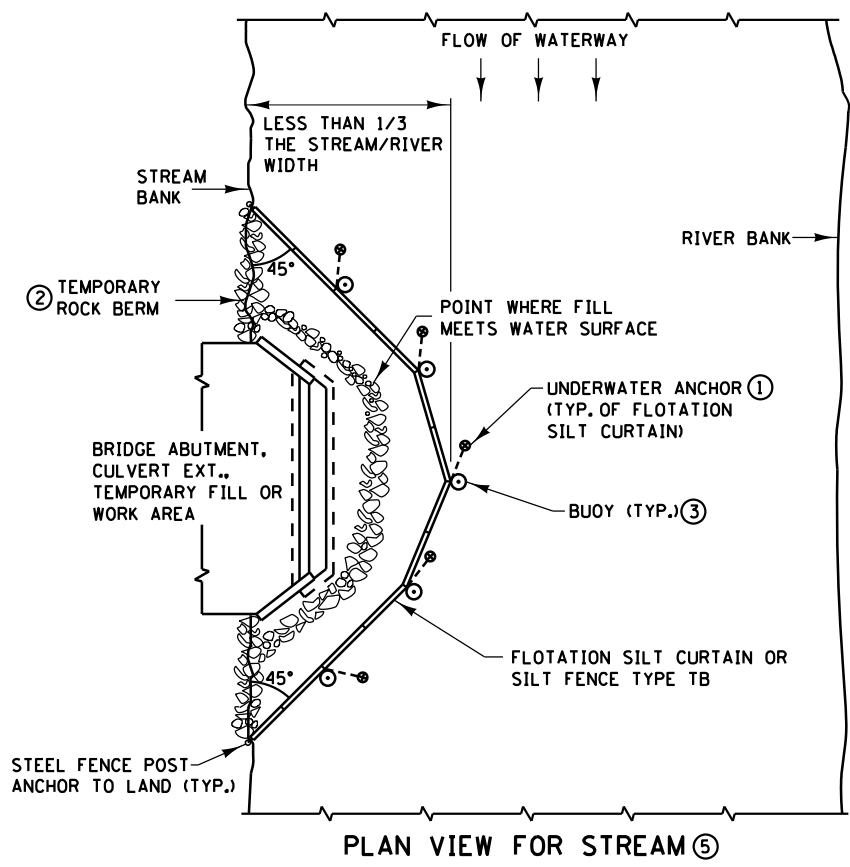 FLOW OF WATERWAY
LESS THAN 1/3
THE STREAM/RIVER
WIDTH
STREAM
BANK
RIVER BANK
45°
② TEMPORARY
ROCK BERM
POINT WHERE FILL
MEETS WATER SURFACE
UNDERWATER ANCHOR ①
(TYP. OF FLOTATION
SILT CURTAIN)
BRIDGE ABUTMENT,
CULVERT EXT.,
TEMPORARY FILL OR
WORK AREA
BUOY (TYP.) ③
FLOTATION SILT CURTAIN OR
SILT FENCE TYPE TB
45°
STEEL FENCE POST
ANCHOR TO LAND (TYP.)
PLAN VIEW FOR STREAM ⑤